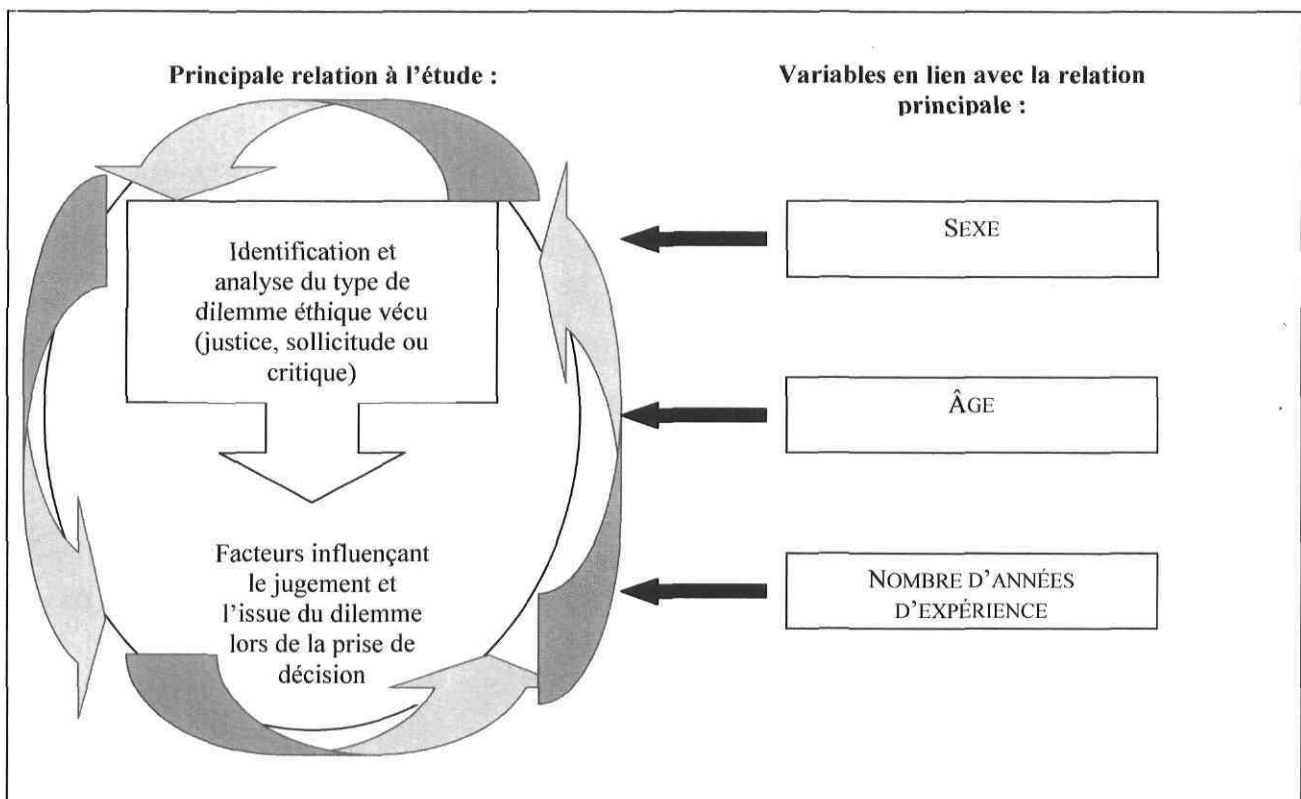 Principale relation à l'étude :
Variables en lien avec la relation
principale :
Identification et
analyse du type de
dilemme éthique vécu
(justice, sollicitude ou
critique)
Facteurs influençant
le jugement et
l'issue du dilemme
lors de la prise de
décision
SEXE
ÂGE
NOMBRE D'ANNÉES
D'EXPÉRIENCE